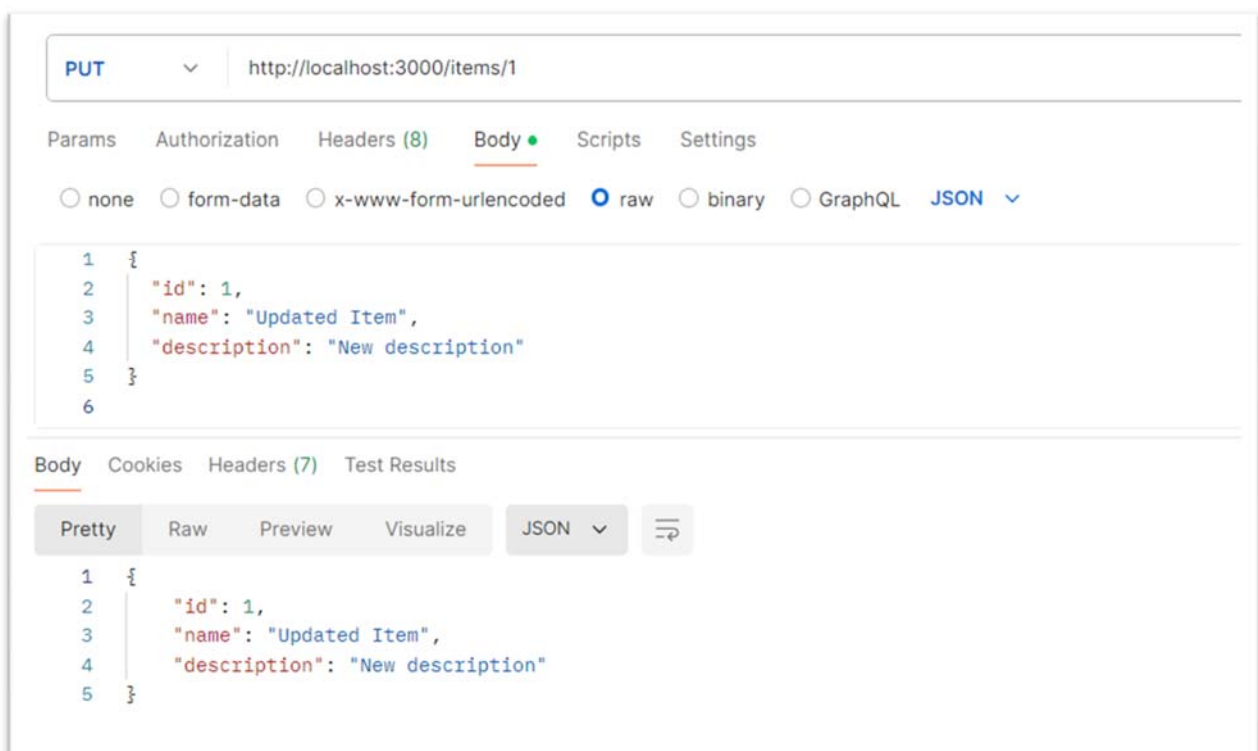 PUT http://localhost:3000/items/1
Params Authorization Headers (8) Body Scripts Settings
none form-data x-www-form-urlencoded raw binary GraphQL JSON
1 {
2 "id": 1,
3 "name": "Updated Item",
4 "description": "New description"
5 }
6
Body Cookies Headers (7) Test Results
Pretty Raw Preview Visualize JSON
1 {
2 "id": 1,
3 "name": "Updated Item",
4 "description": "New description"
5 }